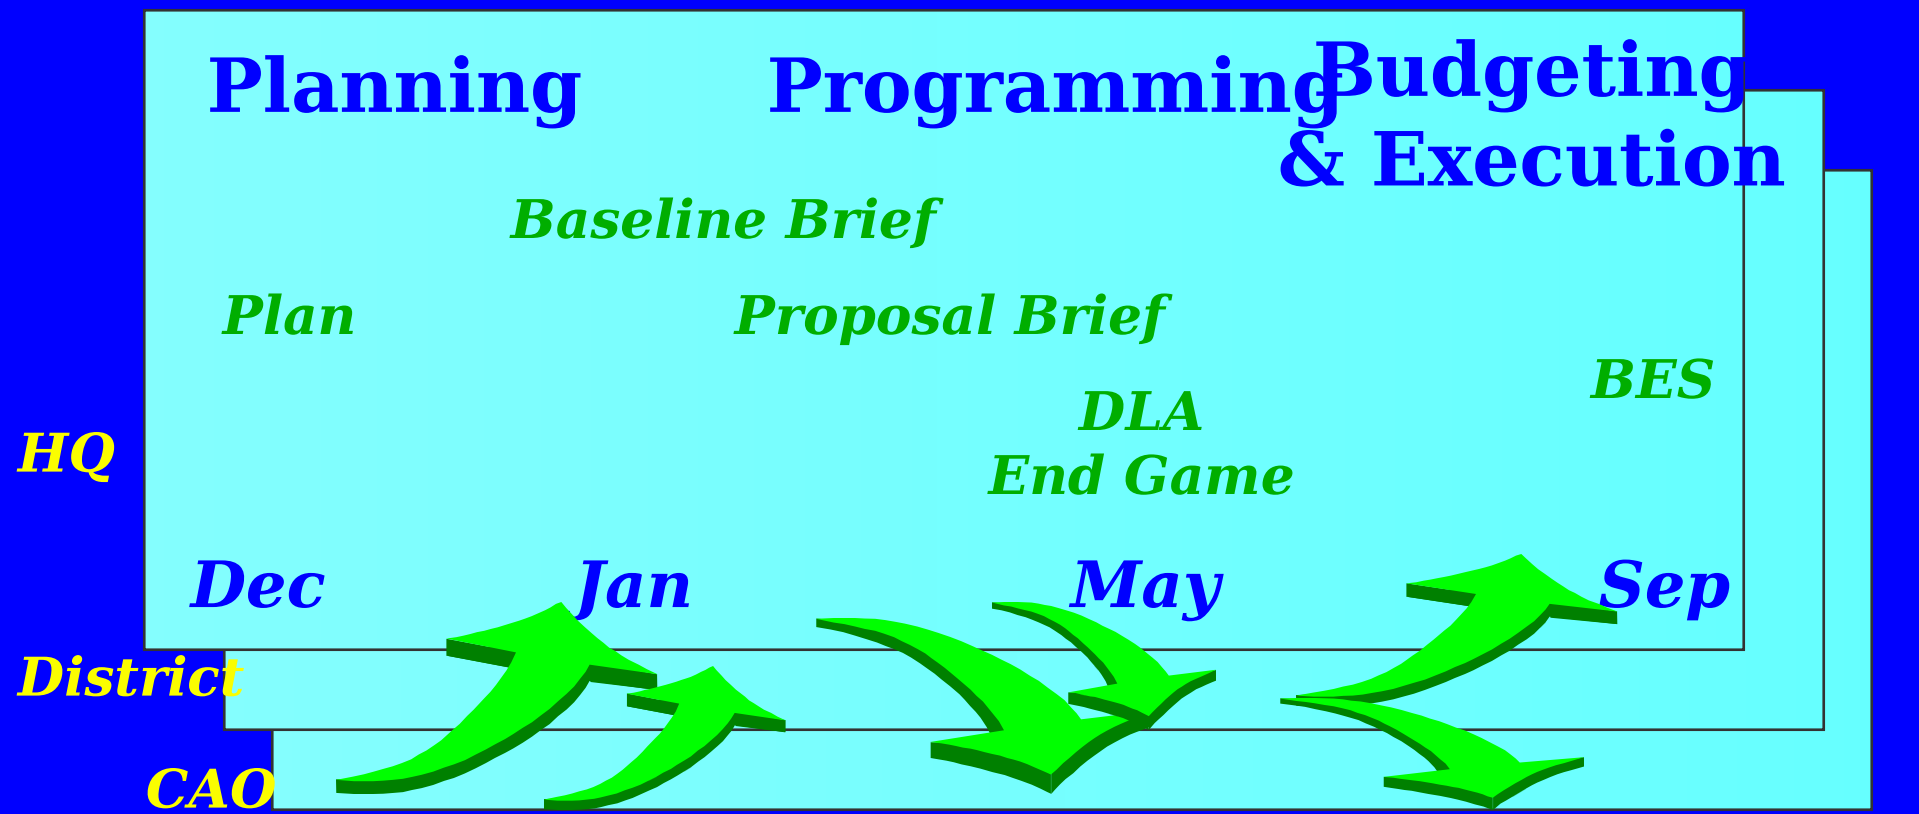 Planning
Programming
Budgeting
& Execution
Baseline Brief
Plan
Proposal Brief
BES
DLA
End Game
HQ
Dec
Jan
May
Sep
District
CAO